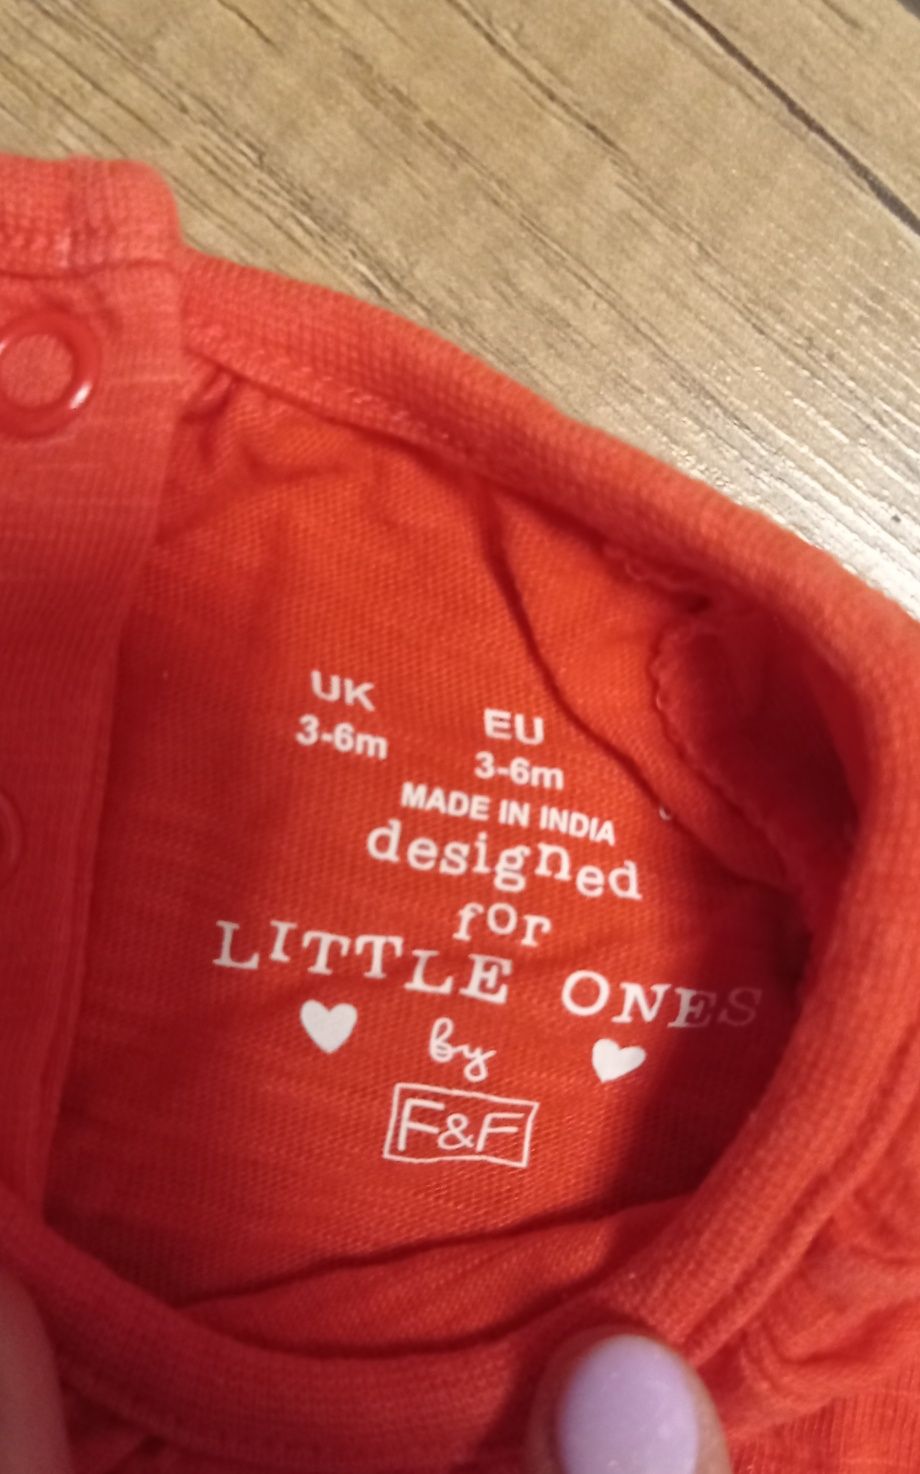 UK EU
3-6m 3-6m
MADE IN INDIA
designed
for
LITTLE ONES
by
F&F